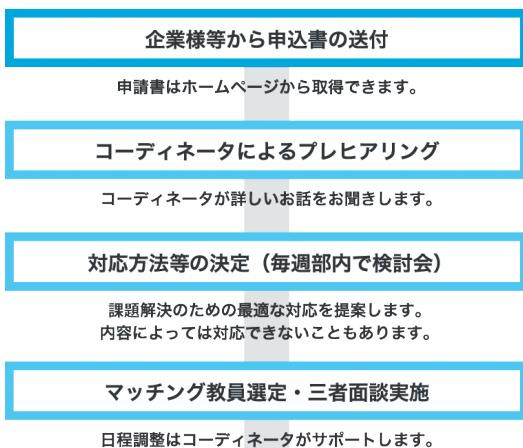 企業様等から申込書の送付
申請書はホームページから取得できます。
コーディネータによるプレヒアリング
コーディネータが詳しいお話をお聞きします。
対応方法等の決定（毎週部内で検討会）
課題解決のための最適な対応を提案します。
内容によっては対応できないこともあります。
マッチング教員選定・三者面談実施
日程調整はコーディネータがサポートします。